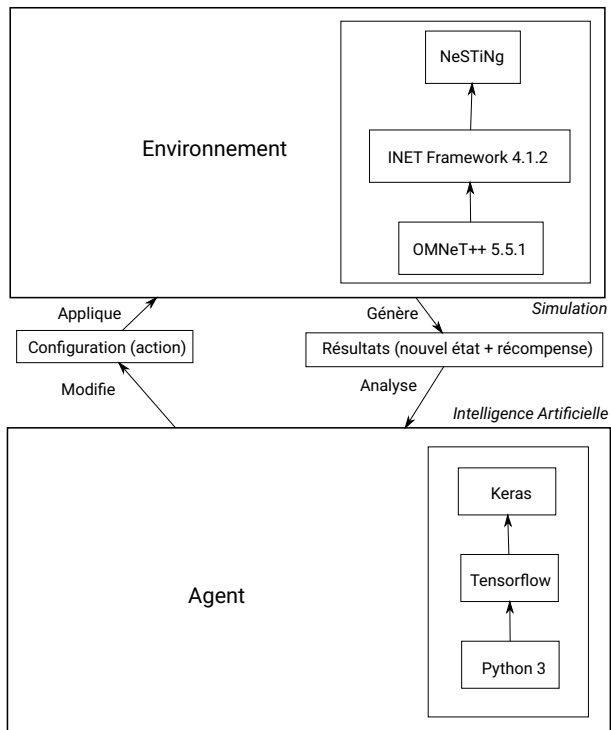 NeSTiNg
Environnement
INET Framework 4.1.2
OMNeT++ 5.5.1
Applique
Génère
Simulation
Configuration (action)
Résultats (nouvel état + récompense)
Modifie
Analyse
Intelligence Artificielle
Keras
Tensorflow
Agent
Python 3